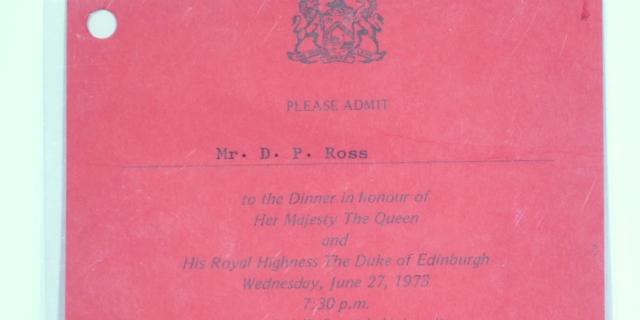 PLEASE ADMIT
Mr. D. P. Ross
to the Dinner in honour of
Her Majesty The Queen
and
His Royal Highness The Duke of Edinburgh
Wednesday, June 27, 1973
7:30 p.m.